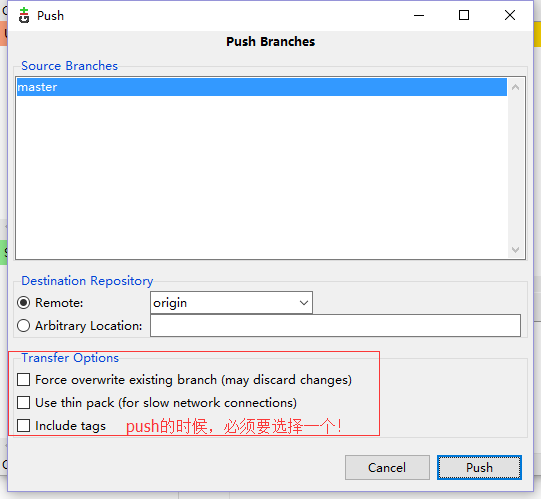 Push
Push Branches
Source Branches
master
Destination Repository
Remote:
origin
Arbitrary Location:
Transfer Options
Force overwrite existing branch (may discard changes)
Use thin pack (for slow network connections)
Include tags
push的时候，必须要选择一个！
Cancel
Push